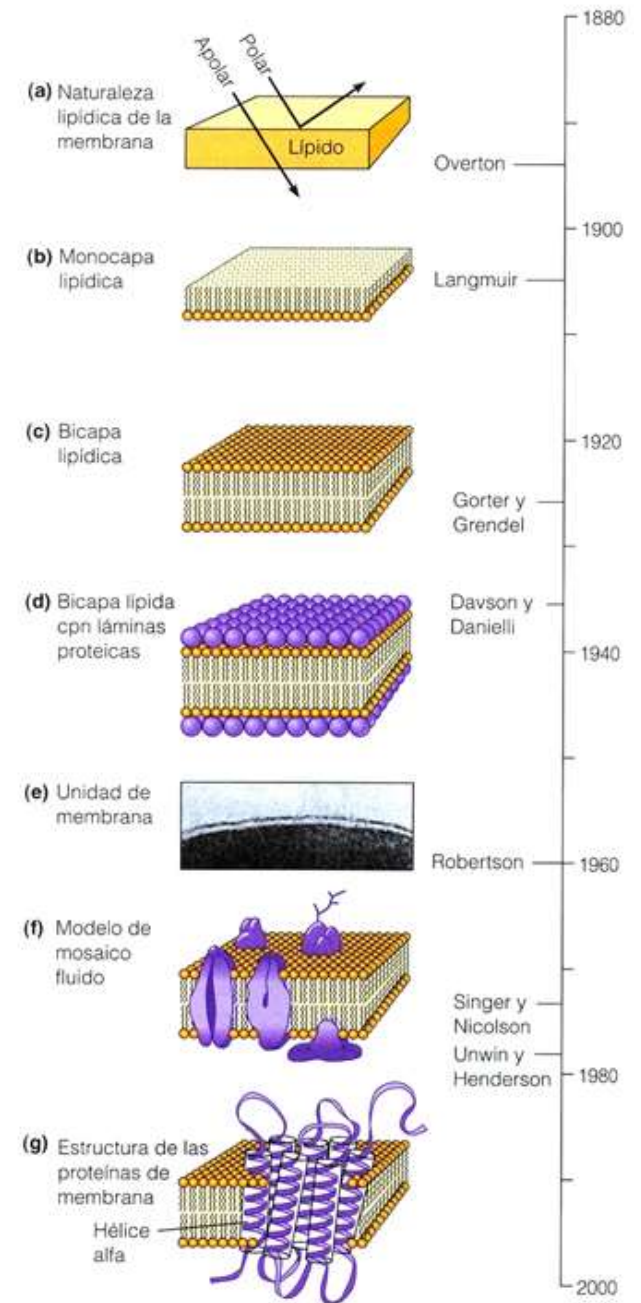 1880
Apolar
Polar
(a) Naturaleza
lipídica de la
membrana
Lípido
Overton
1900
(b) Monocapa
lipídica
Langmuir
(c) Bicapa
lipídica
1920
Gorter y
Grendel
(d) Bicapa lípida
cpn láminas
proteicas
Davson y
Danielli
1940
(e) Unidad de
membrana
Robertson
1960
(f) Modelo de
mosaico
fluido
Singer y
Nicolson
Unwin y
Henderson
1980
(g) Estructura de las
proteínas de
membrana
Hélice
alfa
2000